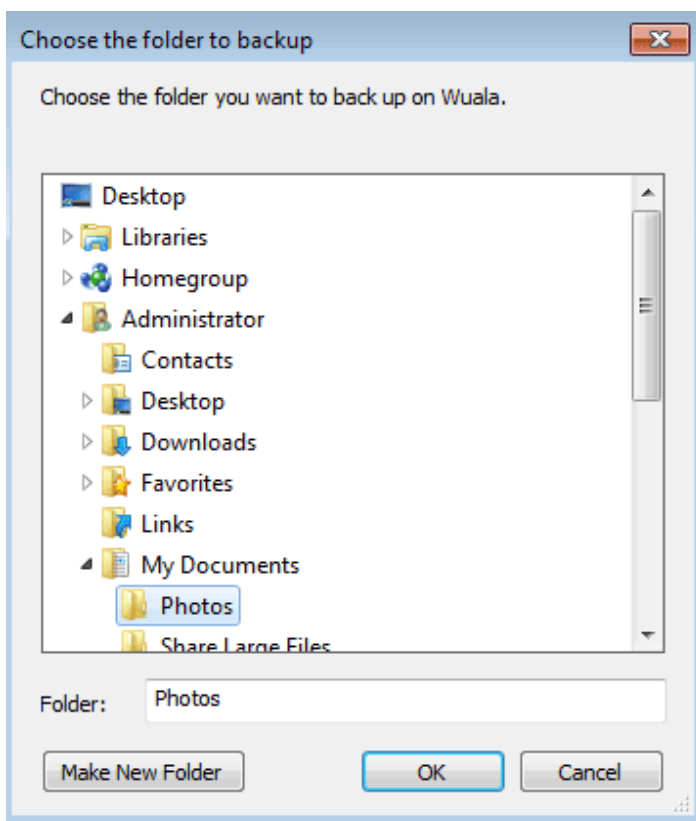 Choose the folder to backup
Choose the folder you want to back up on Wuala.
Desktop
Libraries
Homegroup
Administrator
Contacts
Desktop
Downloads
Favorites
Links
My Documents
Photos
Share Large Files
Folder: Photos
Make New Folder OK Cancel